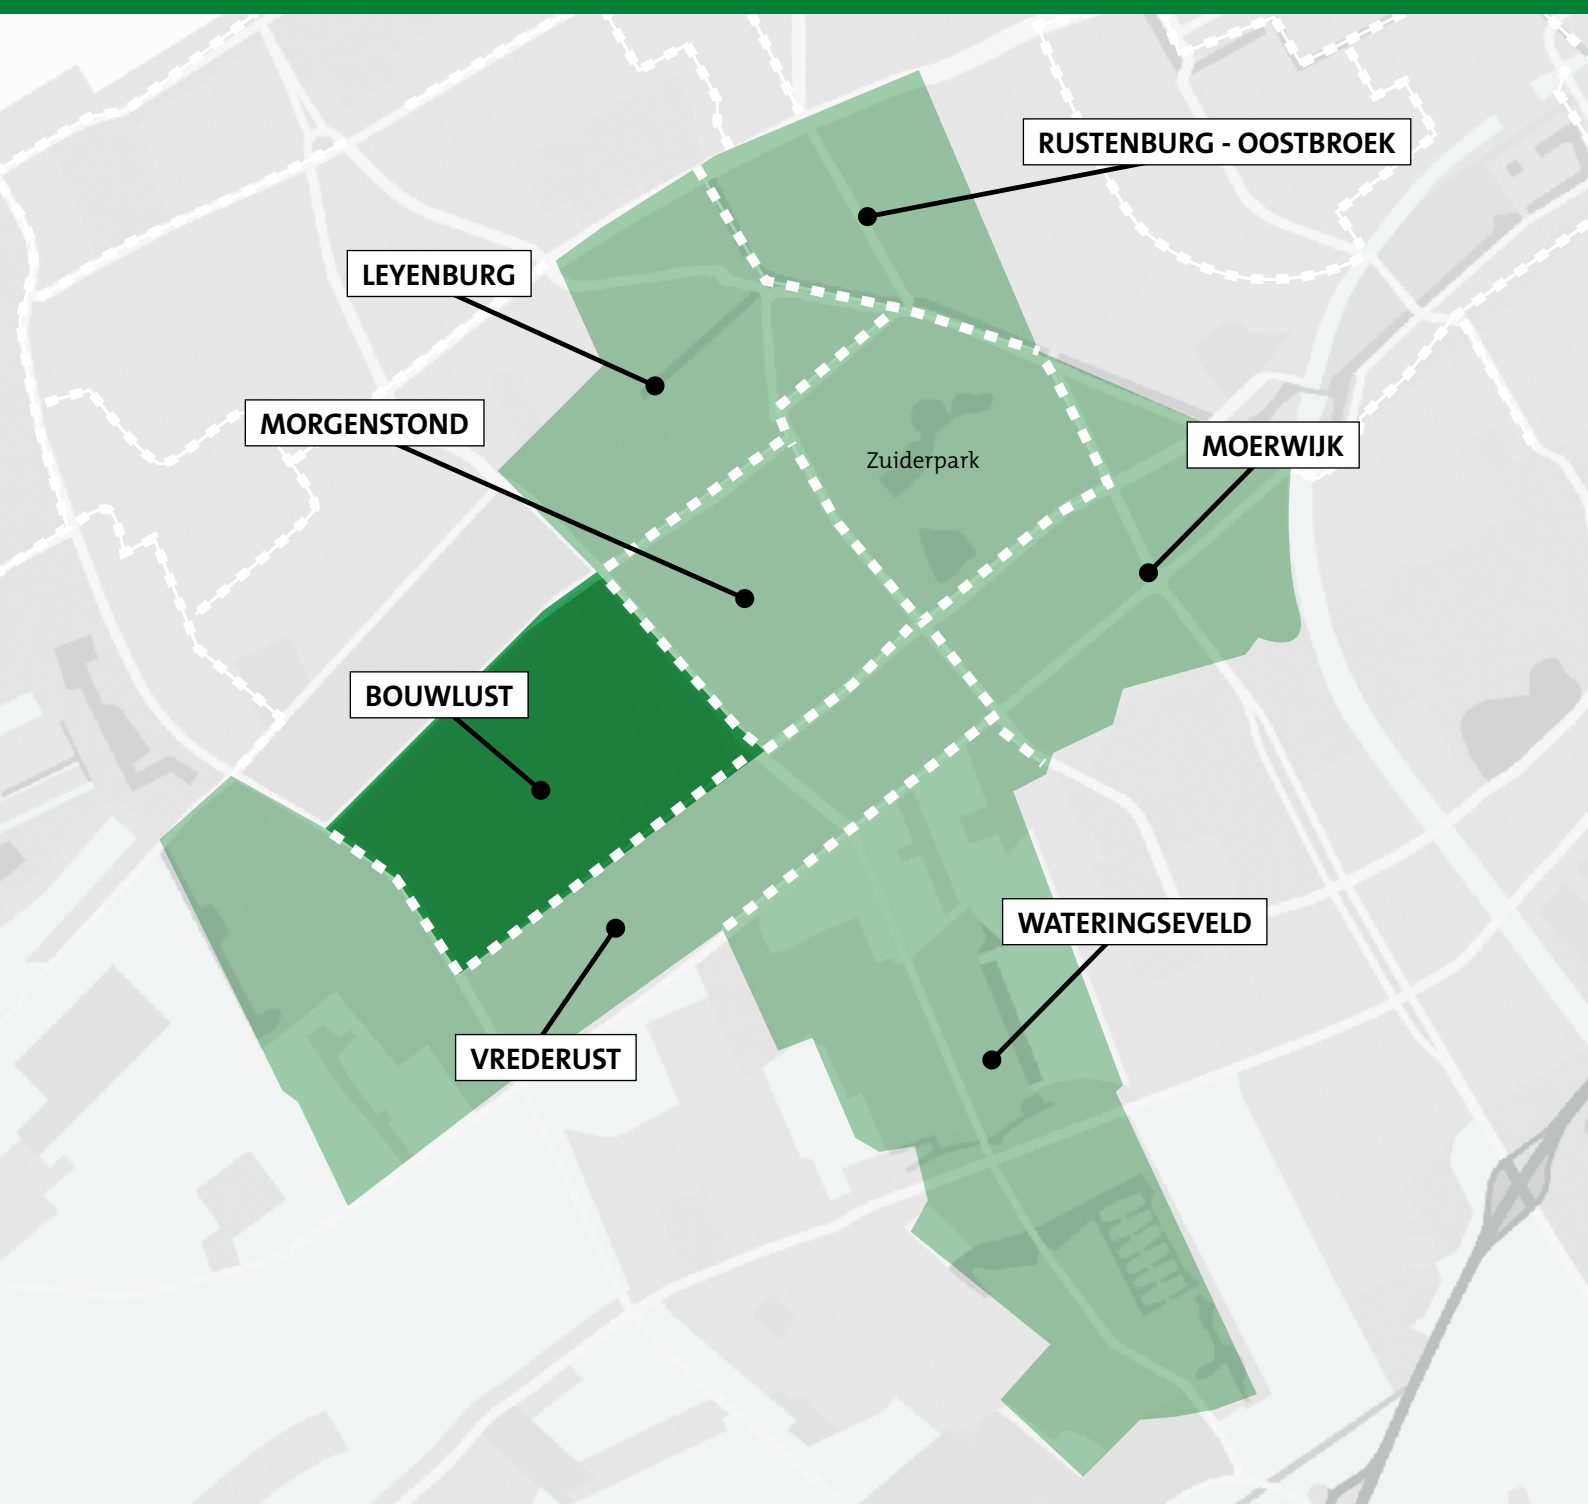 RUSTENBURG - OOSTBROEK
LEYENBURG
MORGENSTOND
MOERWIJK
Zuiderpark
BOUWLUST
WATERINGSEVELD
VREDERUST